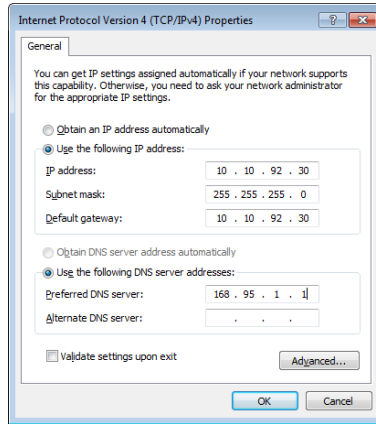 Internet Protocol Version 4 (TCP/IPv4) Properties
General
You can get IP settings assigned automatically if your network supports
this capability. Otherwise, you need to ask your network administrator
for the appropriate IP settings.
Obtain an IP address automatically
Use the following IP address:
IP address: 10 . 10 . 92 . 30
Subnet mask: 255 . 255 . 255 . 0
Default gateway: 10 . 10 . 92 . 30
Obtain DNS server address automatically
Use the following DNS server addresses:
Preferred DNS server: 168 . 95 . 1 . 1
Alternate DNS server: . . .
Validate settings upon exit
Advanced...
OK Cancel